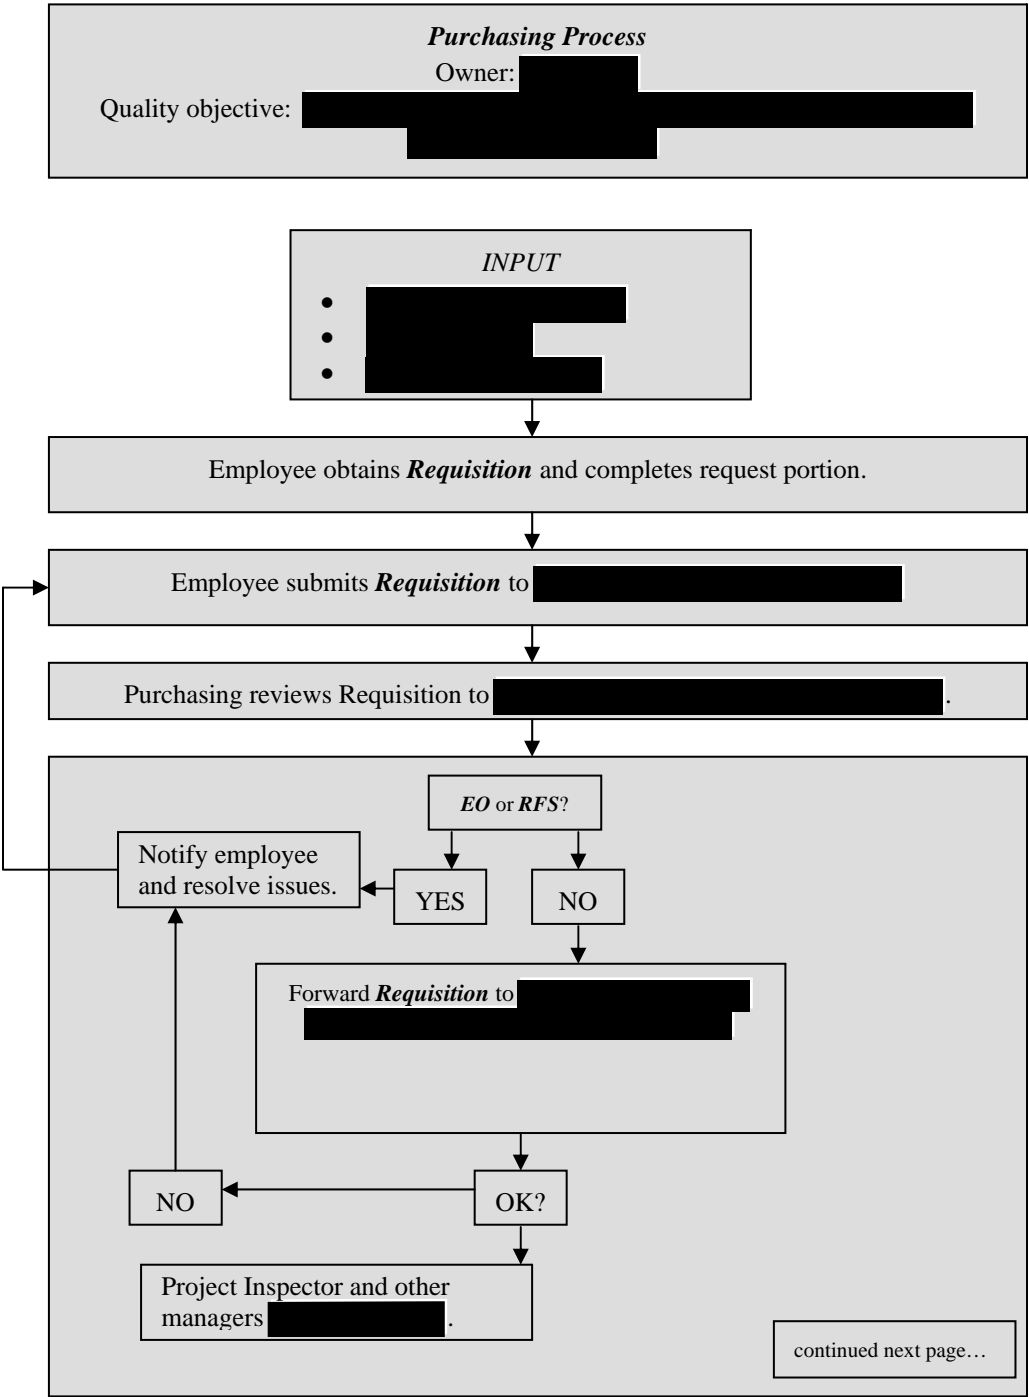 Purchasing Process
Owner:
Quality objective:
INPUT
•
•
•
Employee obtains Requisition and completes request portion.
Employee submits Requisition to
Purchasing reviews Requisition to .
EO or RFS?
Notify employee
and resolve issues.
YES
NO
Forward Requisition to
NO
OK?
Project Inspector and other
managers .
continued next page…